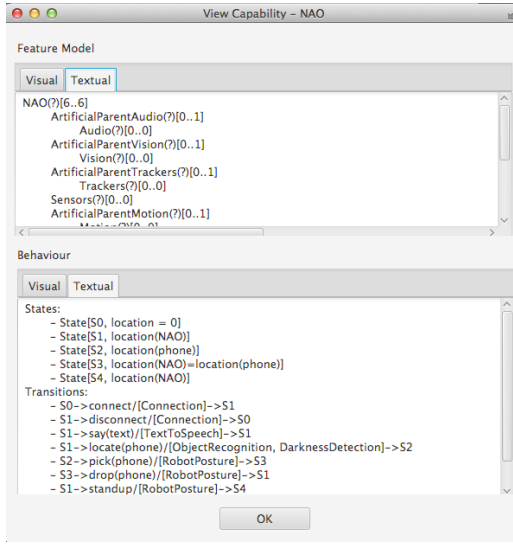 View Capability – NAO
Feature Model
Visual Textual
NAO(?)[6..6]
ArtificialParentAudio(?)[0..1]
Audio(?)[0..0]
ArtificialParentVision(?)[0..1]
Vision(?)[0..0]
ArtificialParentTrackers(?)[0..1]
Trackers(?)[0..0]
Sensors(?)[0..0]
ArtificialParentMotion(?)[0..1]
Behaviour
Visual Textual
States:
– State[S0, location = 0]
– State[S1, location(NAO)]
– State[S2, location(phone)]
– State[S3, location(NAO)=location(phone)]
– State[S4, location(NAO)]
Transitions:
– S0->connect/[Connection]->S1
– S1->disconnect/[Connection]->S0
– S1->say(text)/[TextToSpeech]->S1
– S1->locate(phone)/[ObjectRecognition, DarknessDetection]->S2
– S2->pick(phone)/[RobotPosture]->S3
– S3->drop(phone)/[RobotPosture]->S1
– S1->standup/[RobotPosture]->S4
OK